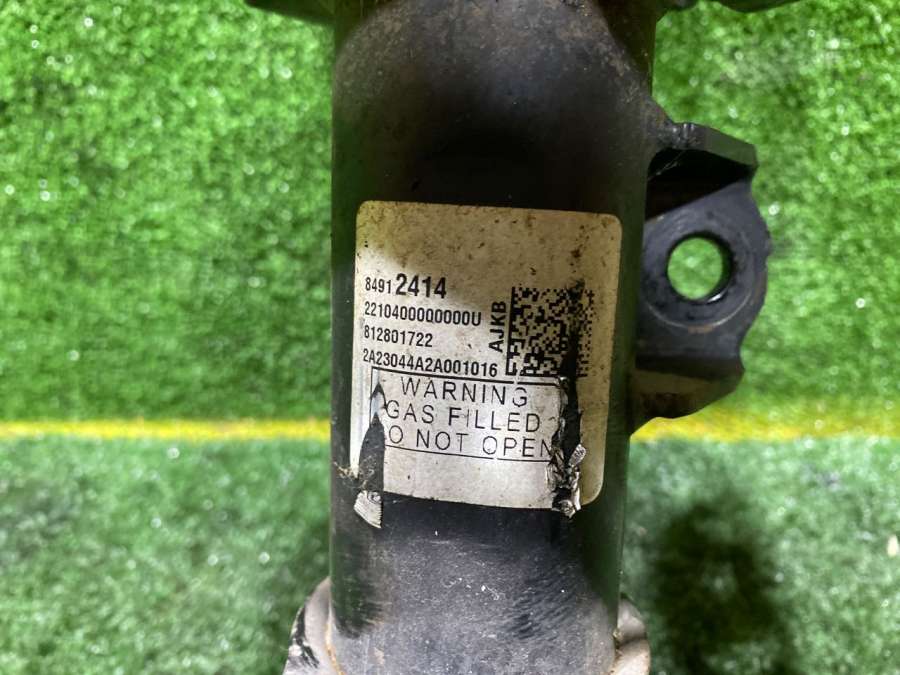 84912414
2210400000000U
812801722
2A23044A2A001016
AJKB
WARNING
GAS FILLED
O NOT OPEN